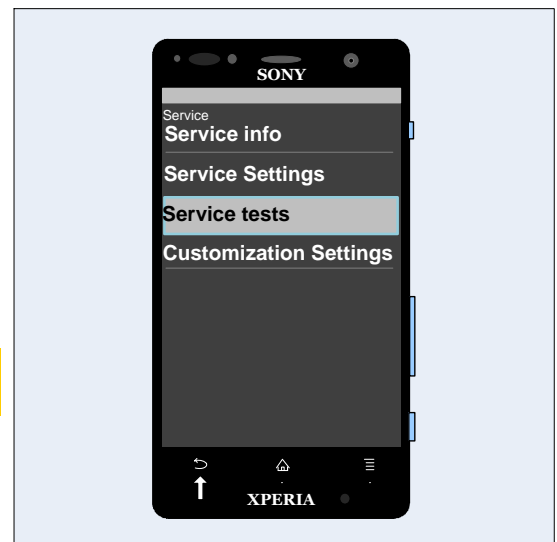 SONY
Service
Service info
Service Settings
Service tests
Customization Settings
XPERIA